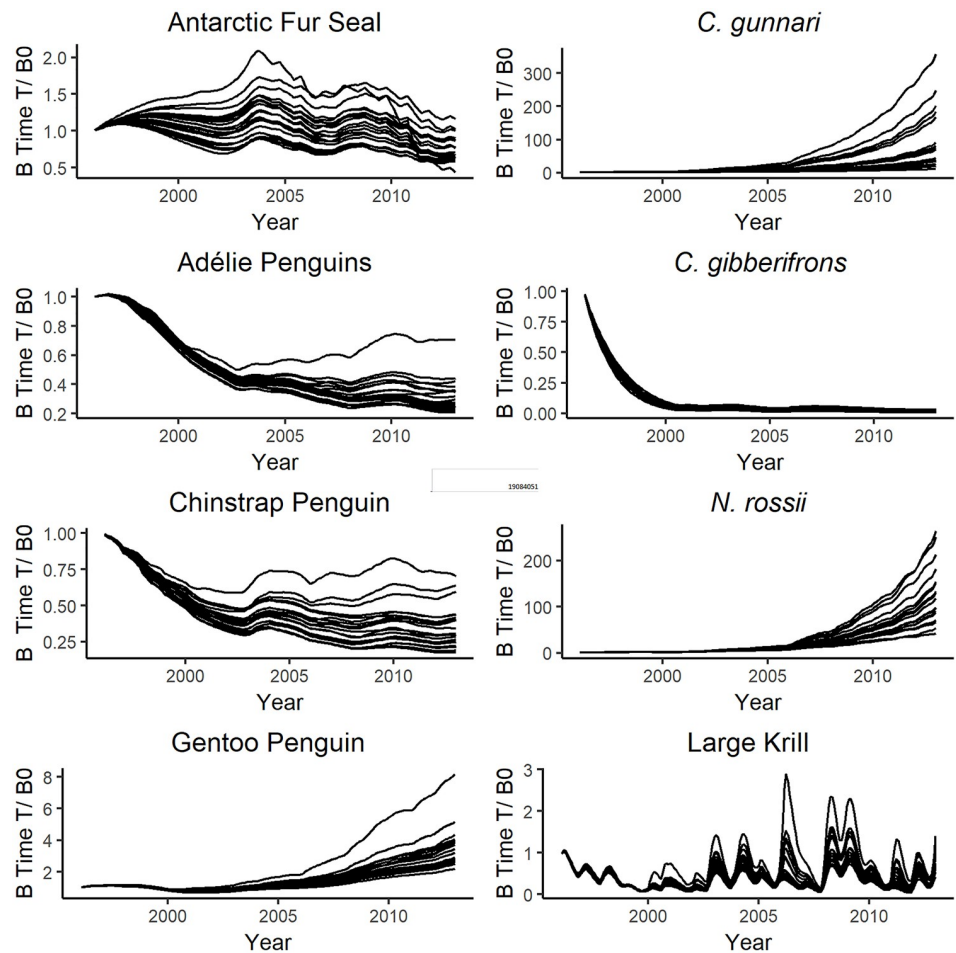 Antarctic Fur Seal
B Time T/ B0
2.0
1.5
1.0
0.5
2000 2005 2010
Year
C. gunnari
B Time T/ B0
300
200
100
0
2000 2005 2010
Year
Adélie Penguins
B Time T/ B0
1.0
0.8
0.6
0.4
0.2
2000 2005 2010
Year
C. gibberifrons
B Time T/ B0
1.00
0.75
0.50
0.25
0.00
2000 2005 2010
Year
19084051
Chinstrap Penguin
B Time T/ B0
1.00
0.75
0.50
0.25
2000 2005 2010
Year
N. rossii
B Time T/ B0
200
100
0
2000 2005 2010
Year
Gentoo Penguin
B Time T/ B0
8
6
4
2
2000 2005 2010
Year
Large Krill
B Time T/ B0
3
2
1
0
2000 2005 2010
Year